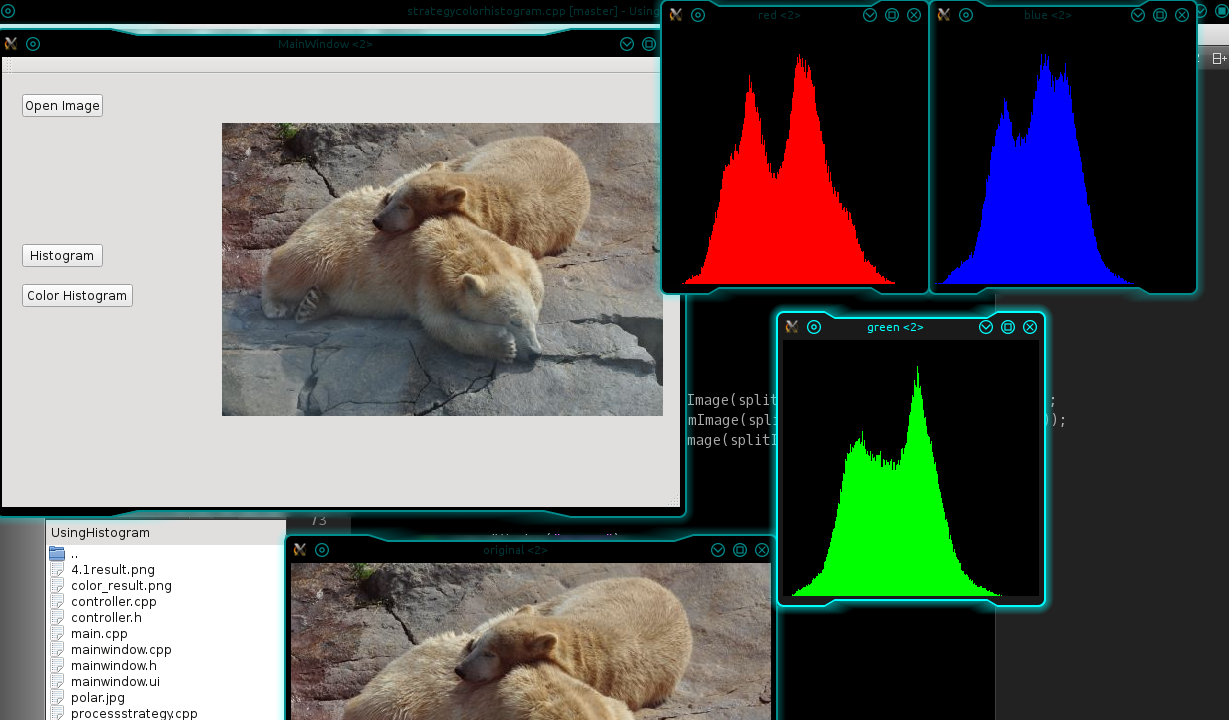 strategycolorhistogram.cpp [master] - Using
MainWindow <2>
red <2>
blue <2>
Open Image
Histogram
Color Histogram
green <2>
Image(split
;
mImage(spli
));
mage(splitI
73
UsingHistogram
..
4.1result.png
color_result.png
controller.cpp
controller.h
main.cpp
mainwindow.cpp
mainwindow.h
mainwindow.ui
polar.jpg
processstrategy.cpp
original <2>